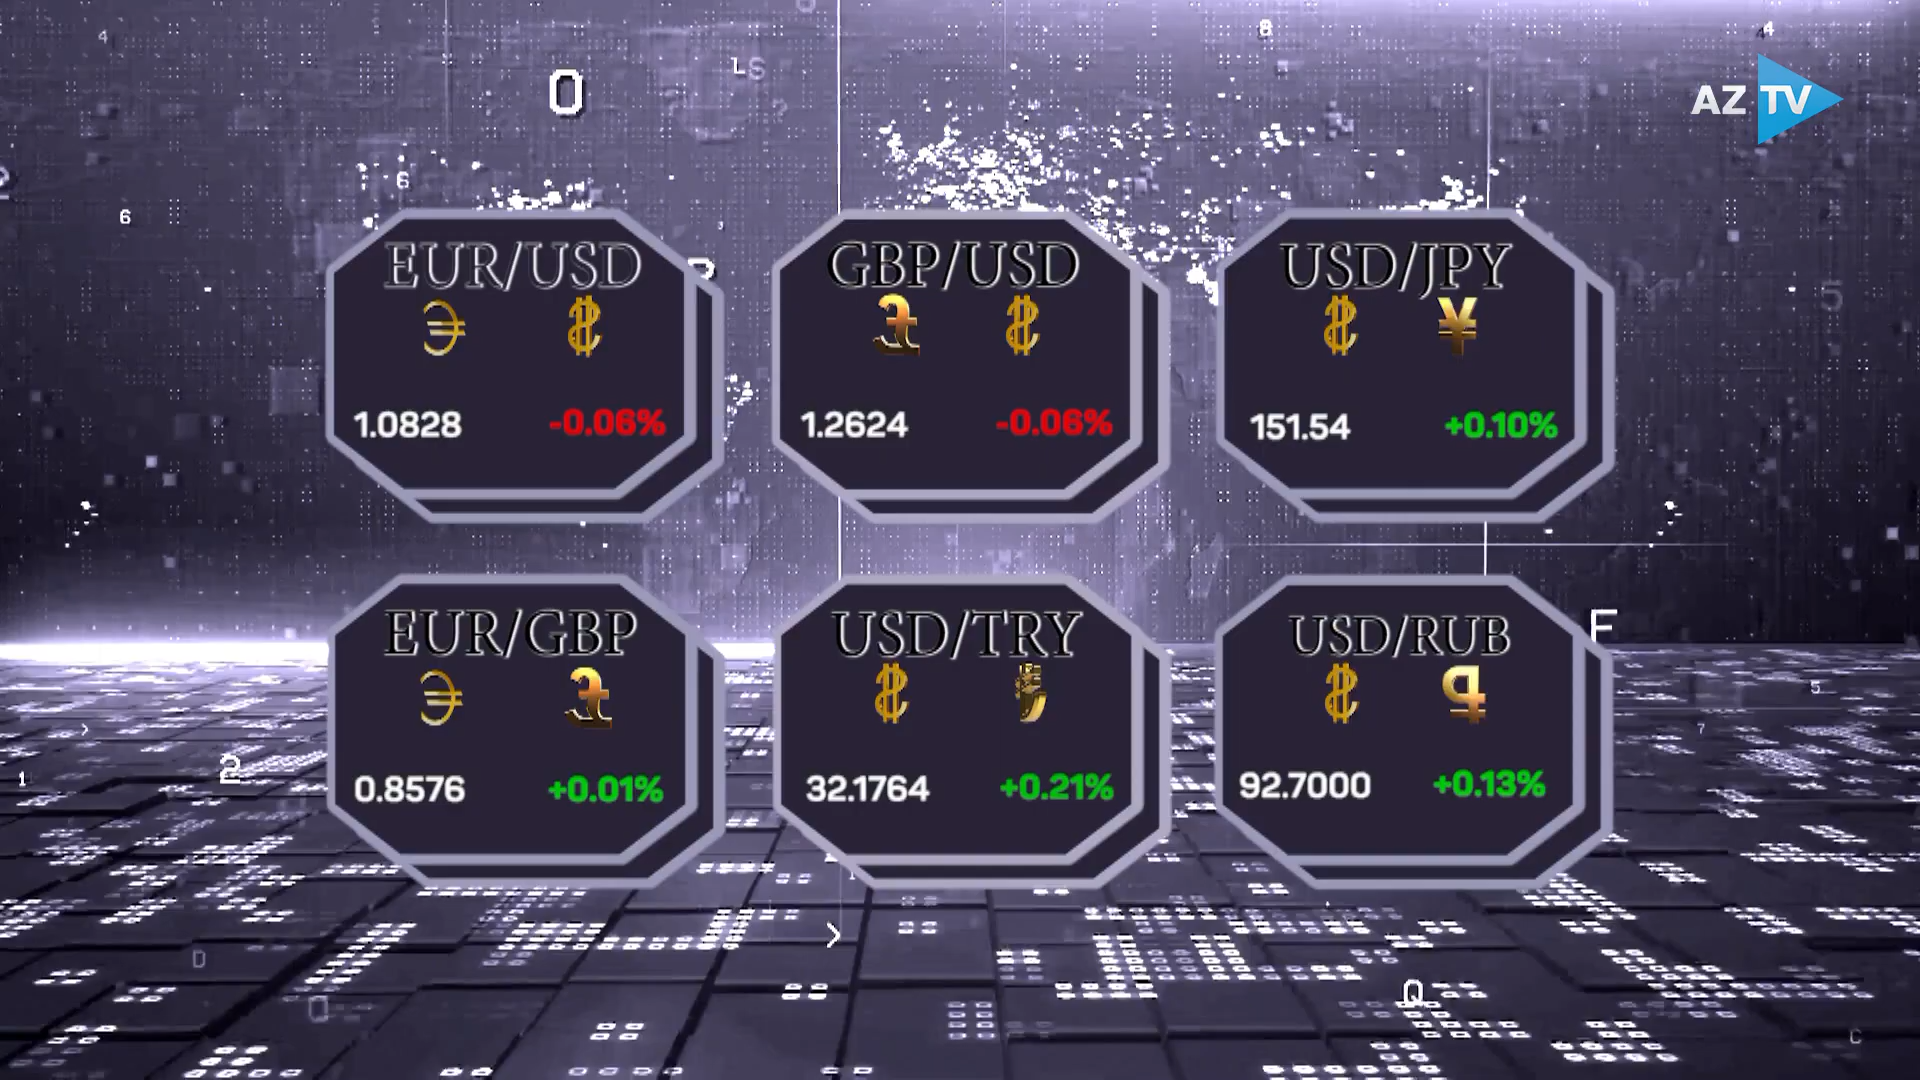 AZ TV
EUR/USD
1.0828 -0.06%
GBP/USD
1.2624 -0.06%
USD/JPY
151.54 +0.10%
EUR/GBP
0.8576 +0.01%
USD/TRY
32.1764 +0.21%
USD/RUB
92.7000 +0.13%